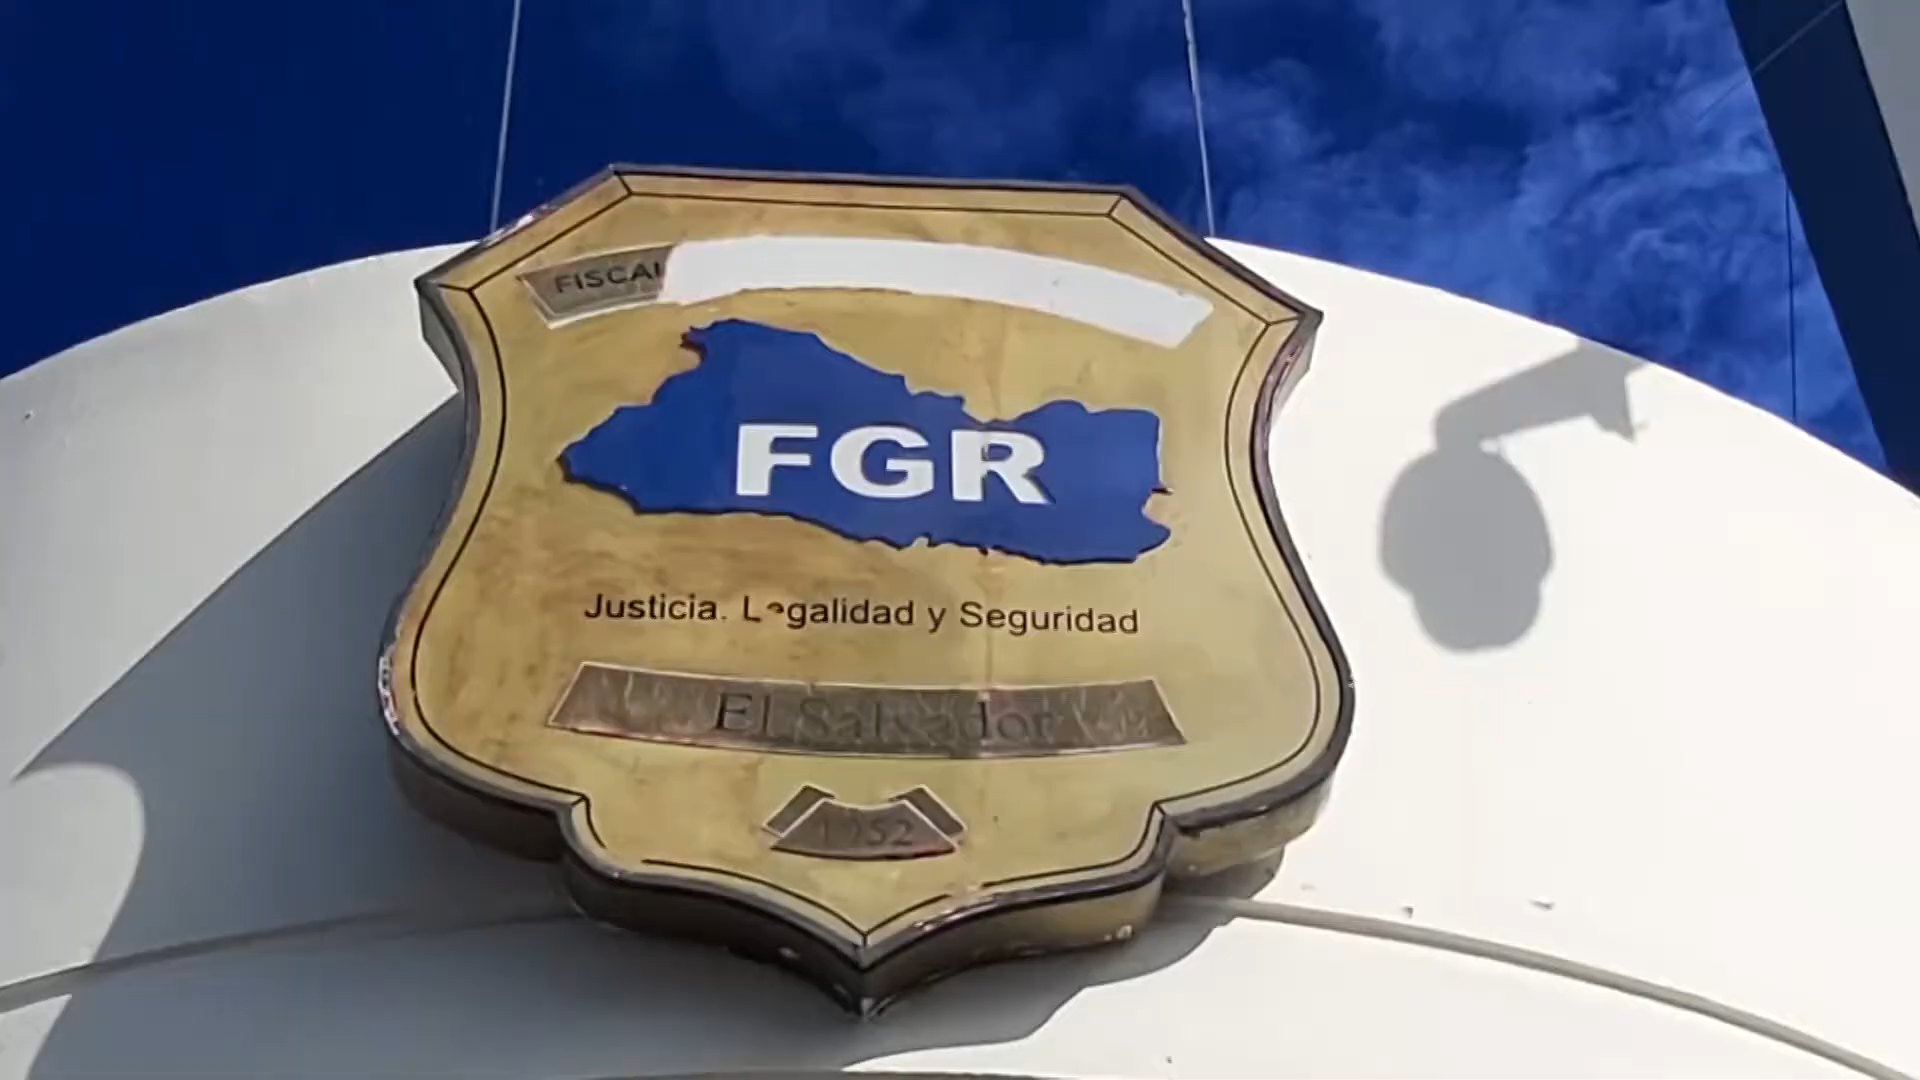 FISCAL
FGR
Justicia. Legalidad y Seguridad
El Salvador
1952